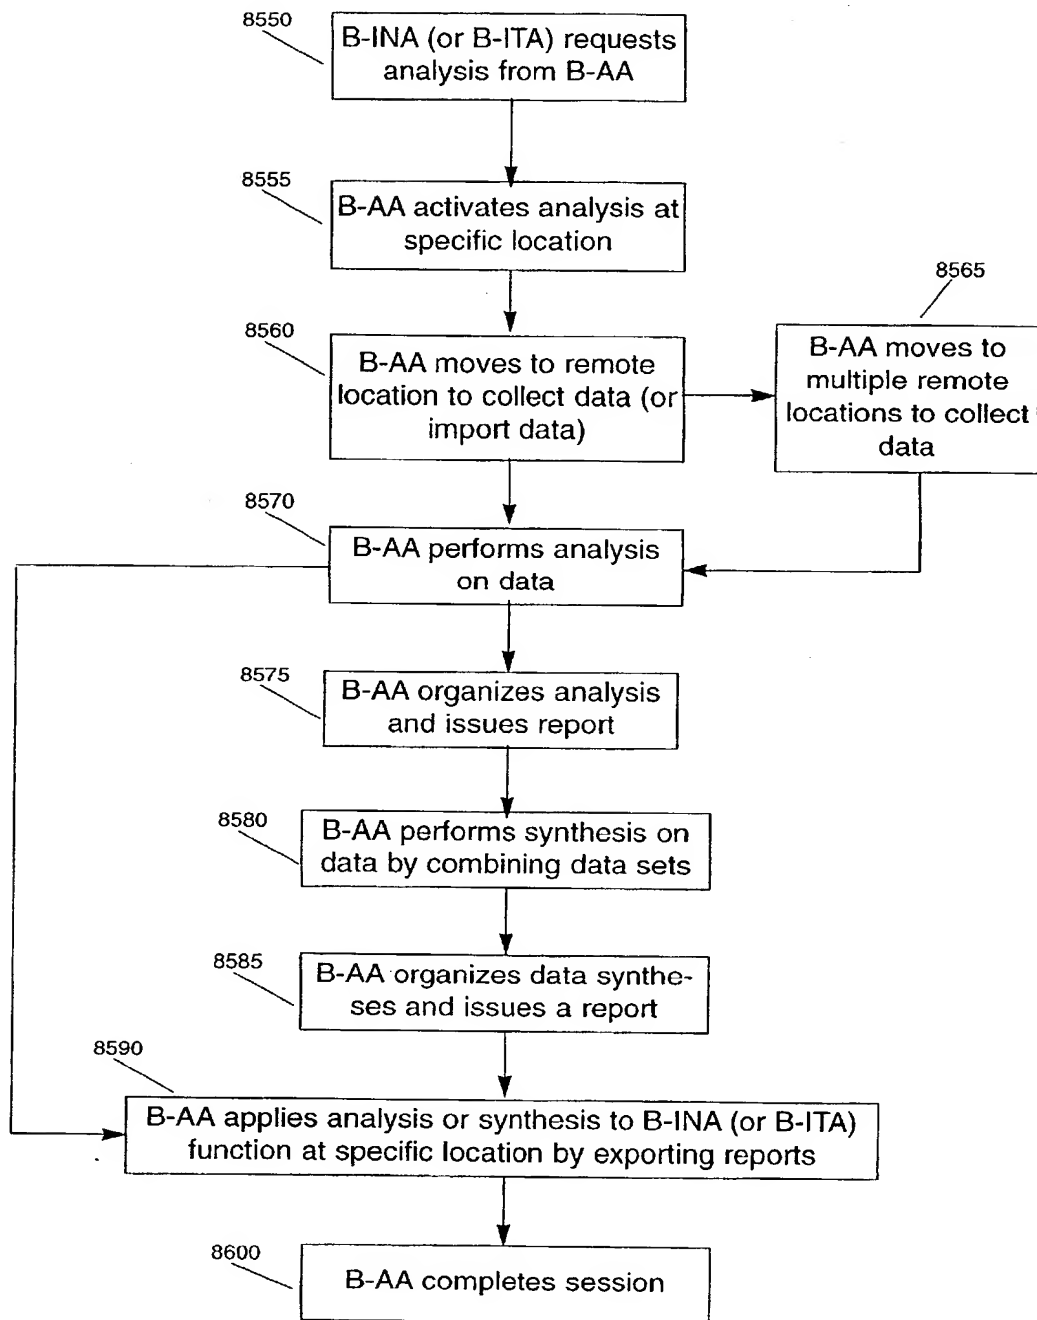 8550
B-INA (or B-ITA) requests
analysis from B-AA
8555
B-AA activates analysis at
specific location
8560
B-AA moves to remote
location to collect data (or
import data)
8565
B-AA moves to
multiple remote
locations to collect
data
8570
B-AA performs analysis
on data
8575
B-AA organizes analysis
and issues report
8580
B-AA performs synthesis on
data by combining data sets
8585
B-AA organizes data synthe-
ses and issues a report
8590
B-AA applies analysis or synthesis to B-INA (or B-ITA)
function at specific location by exporting reports
8600
B-AA completes session